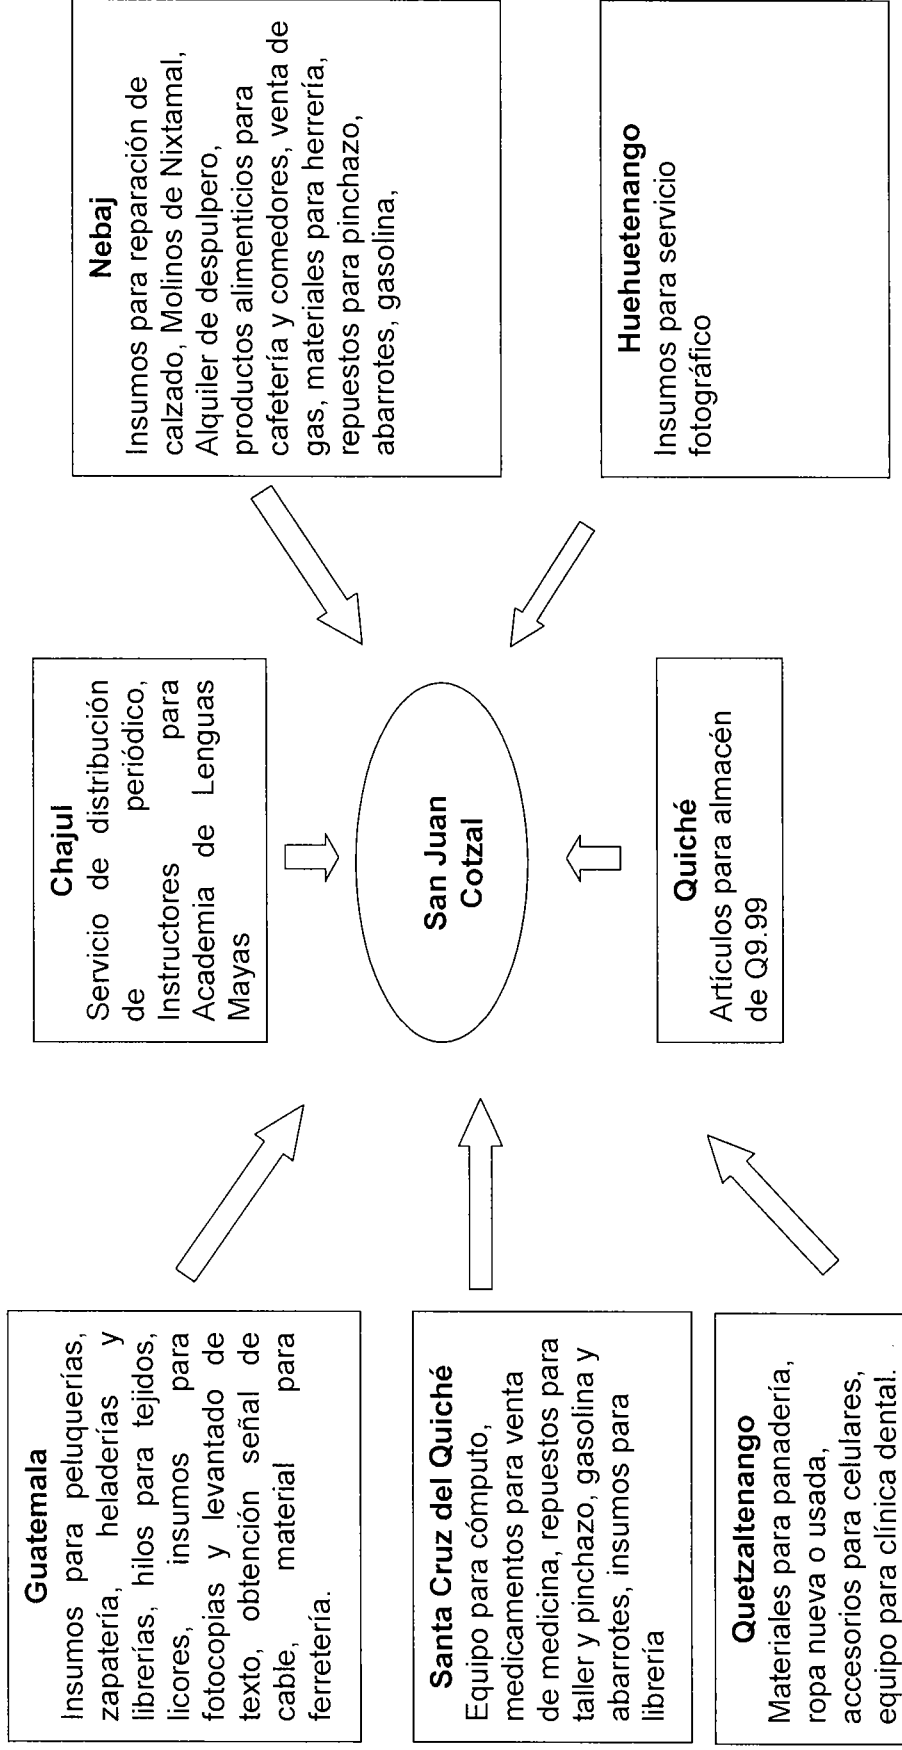 Guatemala
Insumos para peluquerías,
zapatería, heladerías y
librerías, hilos para tejidos,
licores, insumos para
fotocopias y levantado de
texto, obtención señal de
cable, material para
ferretería.
Chajul
Servicio de distribución
de periódico,
Instructores para
Academia de Lenguas
Mayas
Nebaj
Insumos para reparación de
calzado, Molinos de Nixtamal,
Alquiler de despulpero,
productos alimenticios para
cafetería y comedores, venta de
gas, materiales para herrería,
repuestos para pinchazo,
abarrotes, gasolina,
Santa Cruz del Quiché
Equipo para cómputo,
medicamentos para venta
de medicina, repuestos para
taller y pinchazo, gasolina y
abarrotes, insumos para
librería
San Juan
Cotzal
Quetzaltenango
Materiales para panadería,
ropa nueva o usada,
accesorios para celulares,
equipo para clínica dental.
Quiché
Artículos para almacén
de Q9.99
Huehuetenango
Insumos para servicio
fotográfico